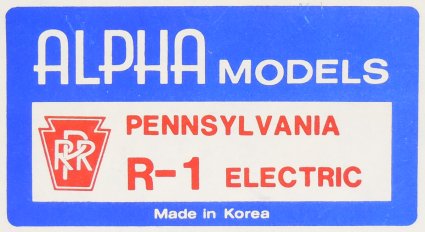 ALPHA MODELS
PRR
PENNSYLVANIA
R-1 ELECTRIC
Made in Korea